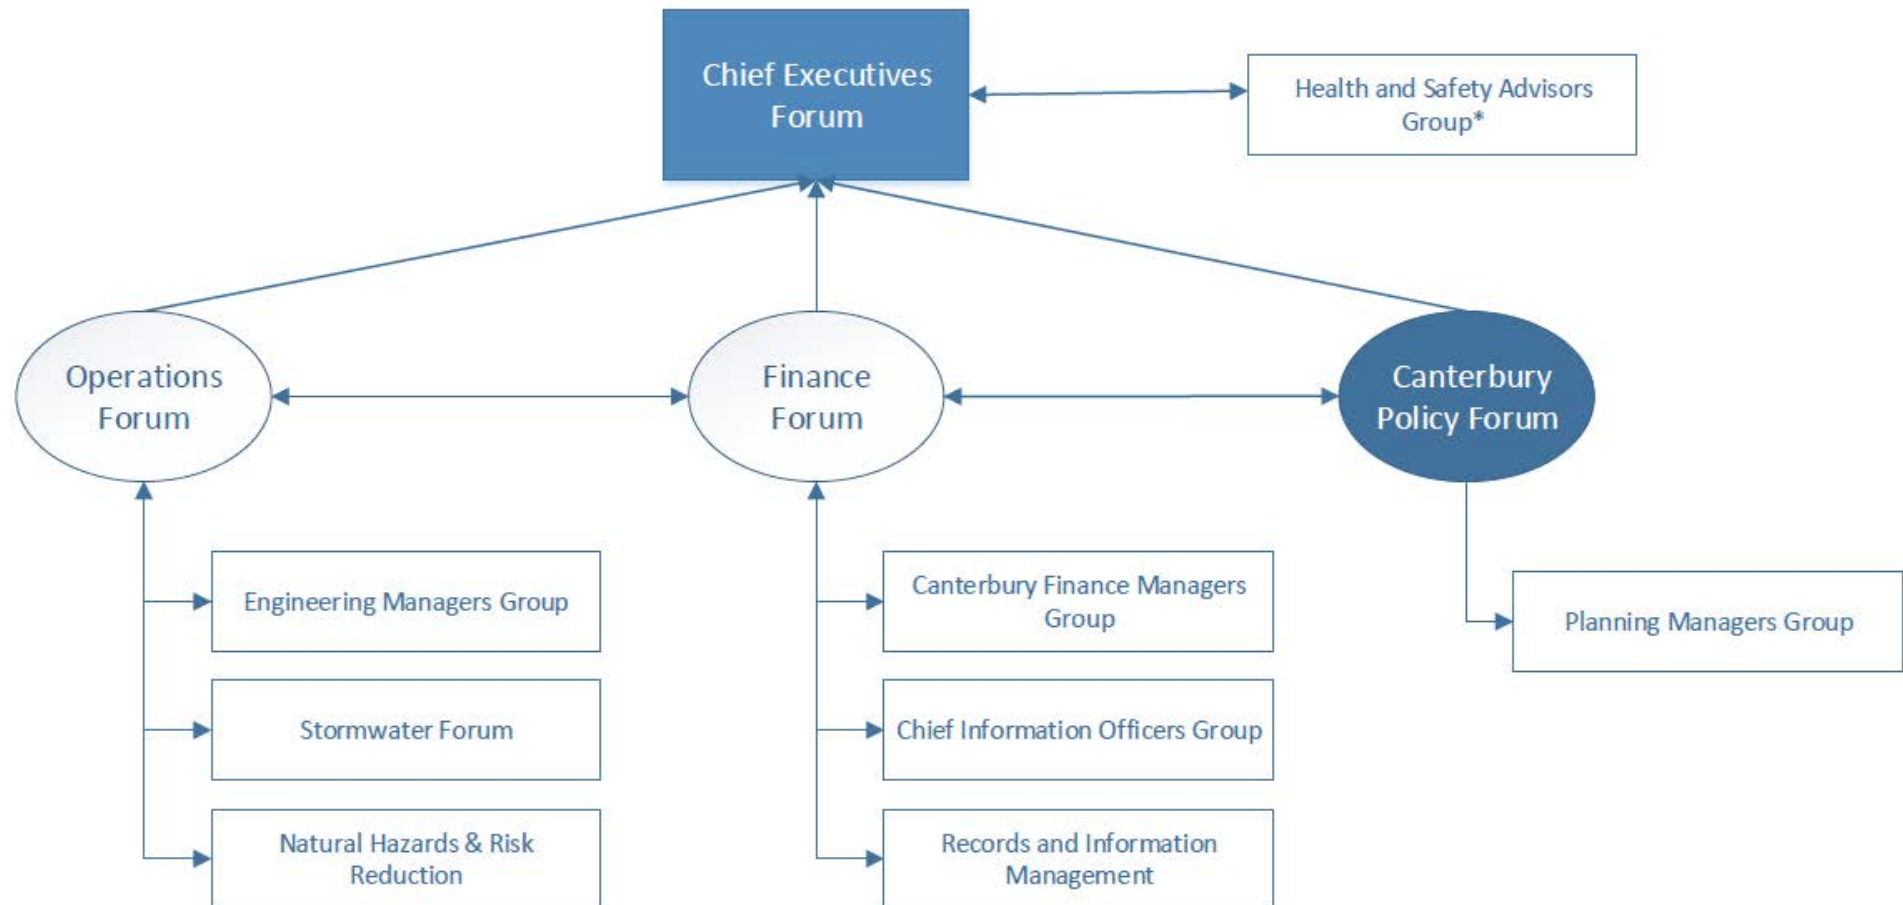 Chief Executives
Forum
Health and Safety Advisors
Group*
Operations
Forum
Finance
Forum
Canterbury
Policy Forum
Engineering Managers Group
Canterbury Finance Managers
Group
Planning Managers Group
Stormwater Forum
Chief Information Officers Group
Natural Hazards & Risk
Reduction
Records and Information
Management